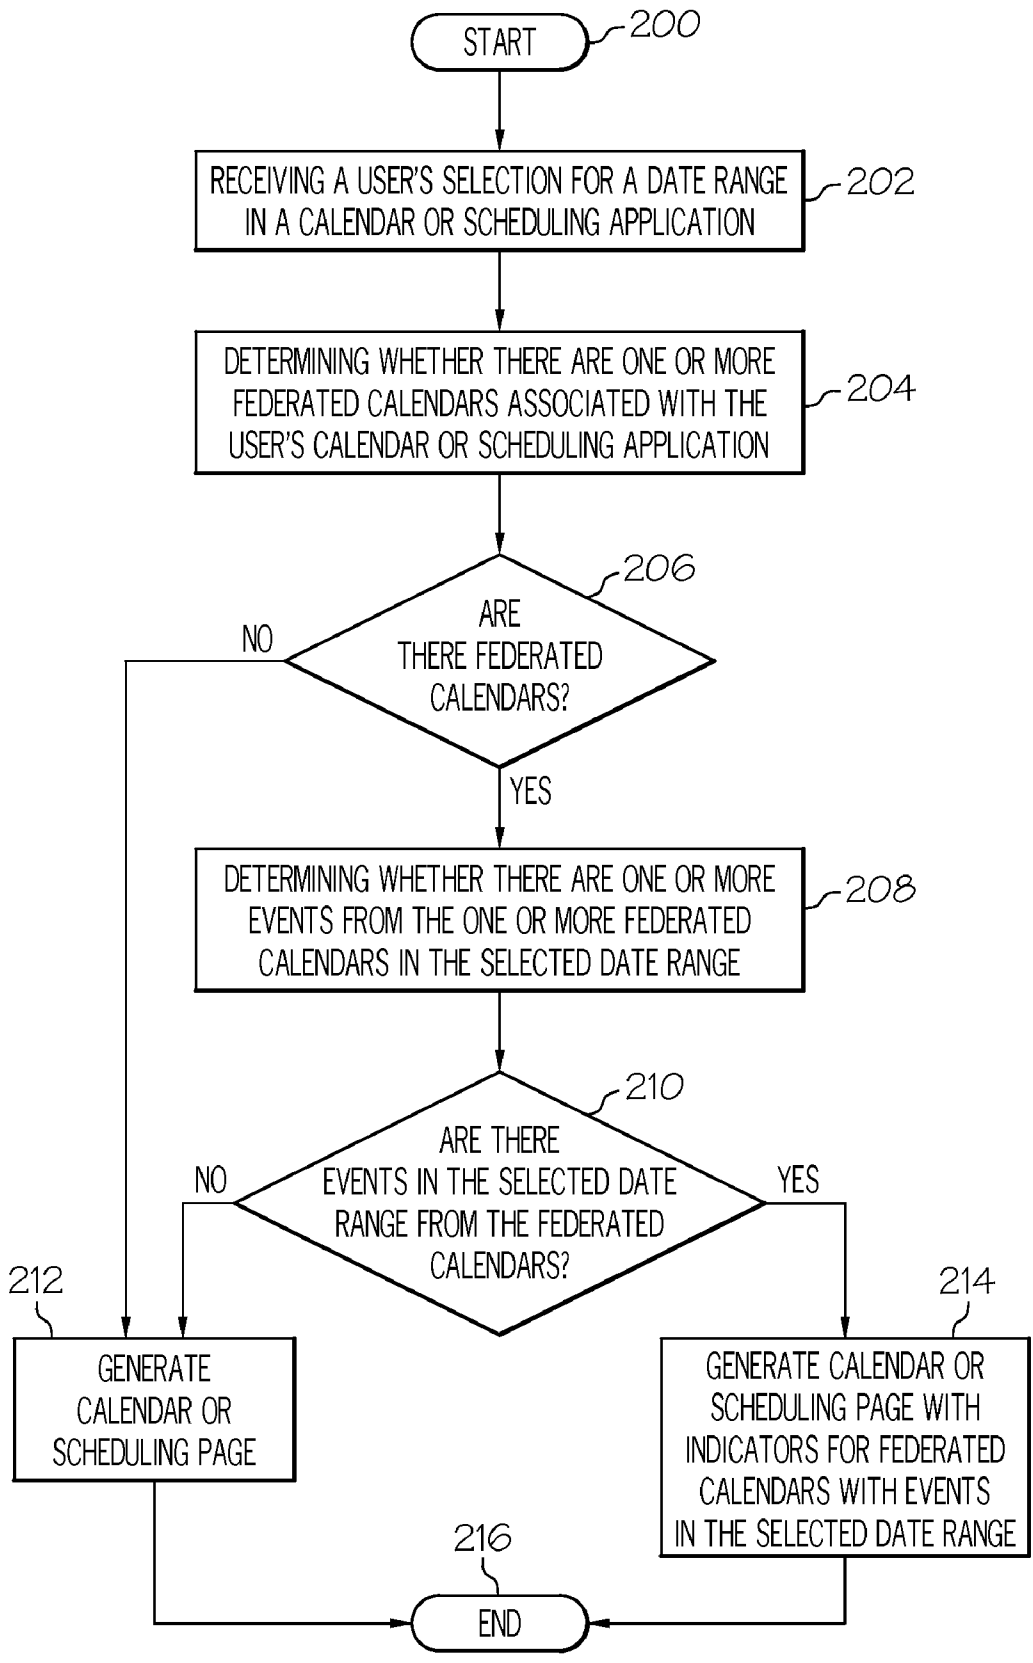 START
200
RECEIVING A USER'S SELECTION FOR A DATE RANGE
IN A CALENDAR OR SCHEDULING APPLICATION
202
DETERMINING WHETHER THERE ARE ONE OR MORE
FEDERATED CALENDARS ASSOCIATED WITH THE
USER'S CALENDAR OR SCHEDULING APPLICATION
204
206
ARE
THERE FEDERATED
CALENDARS?
NO
YES
DETERMINING WHETHER THERE ARE ONE OR MORE
EVENTS FROM THE ONE OR MORE FEDERATED
CALENDARS IN THE SELECTED DATE RANGE
208
210
ARE THERE
EVENTS IN THE SELECTED DATE
RANGE FROM THE FEDERATED
CALENDARS?
NO
YES
212
GENERATE
CALENDAR OR
SCHEDULING PAGE
214
GENERATE CALENDAR OR
SCHEDULING PAGE WITH
INDICATORS FOR FEDERATED
CALENDARS WITH EVENTS
IN THE SELECTED DATE RANGE
216
END